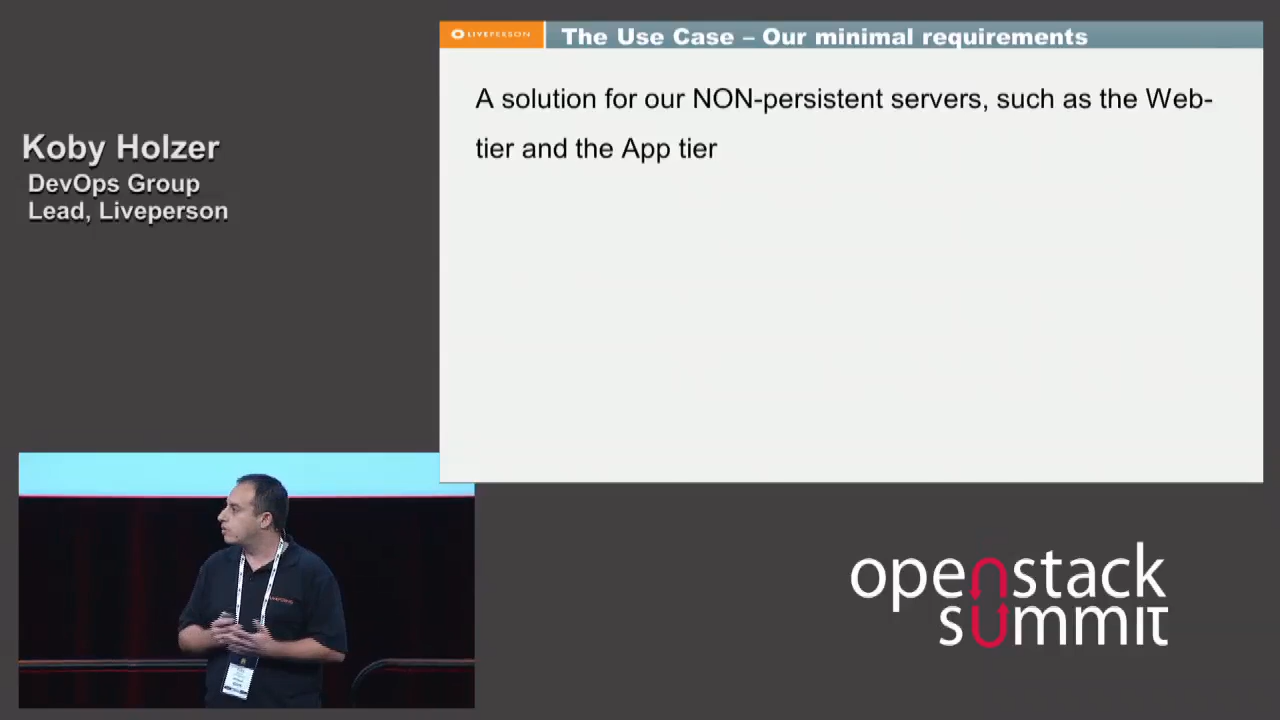 LIVEPERSON
The Use Case – Our minimal requirements
A solution for our NON-persistent servers, such as the Web-
tier and the App tier
Koby Holzer
DevOps Group
Lead, Liveperson
openstack
summit